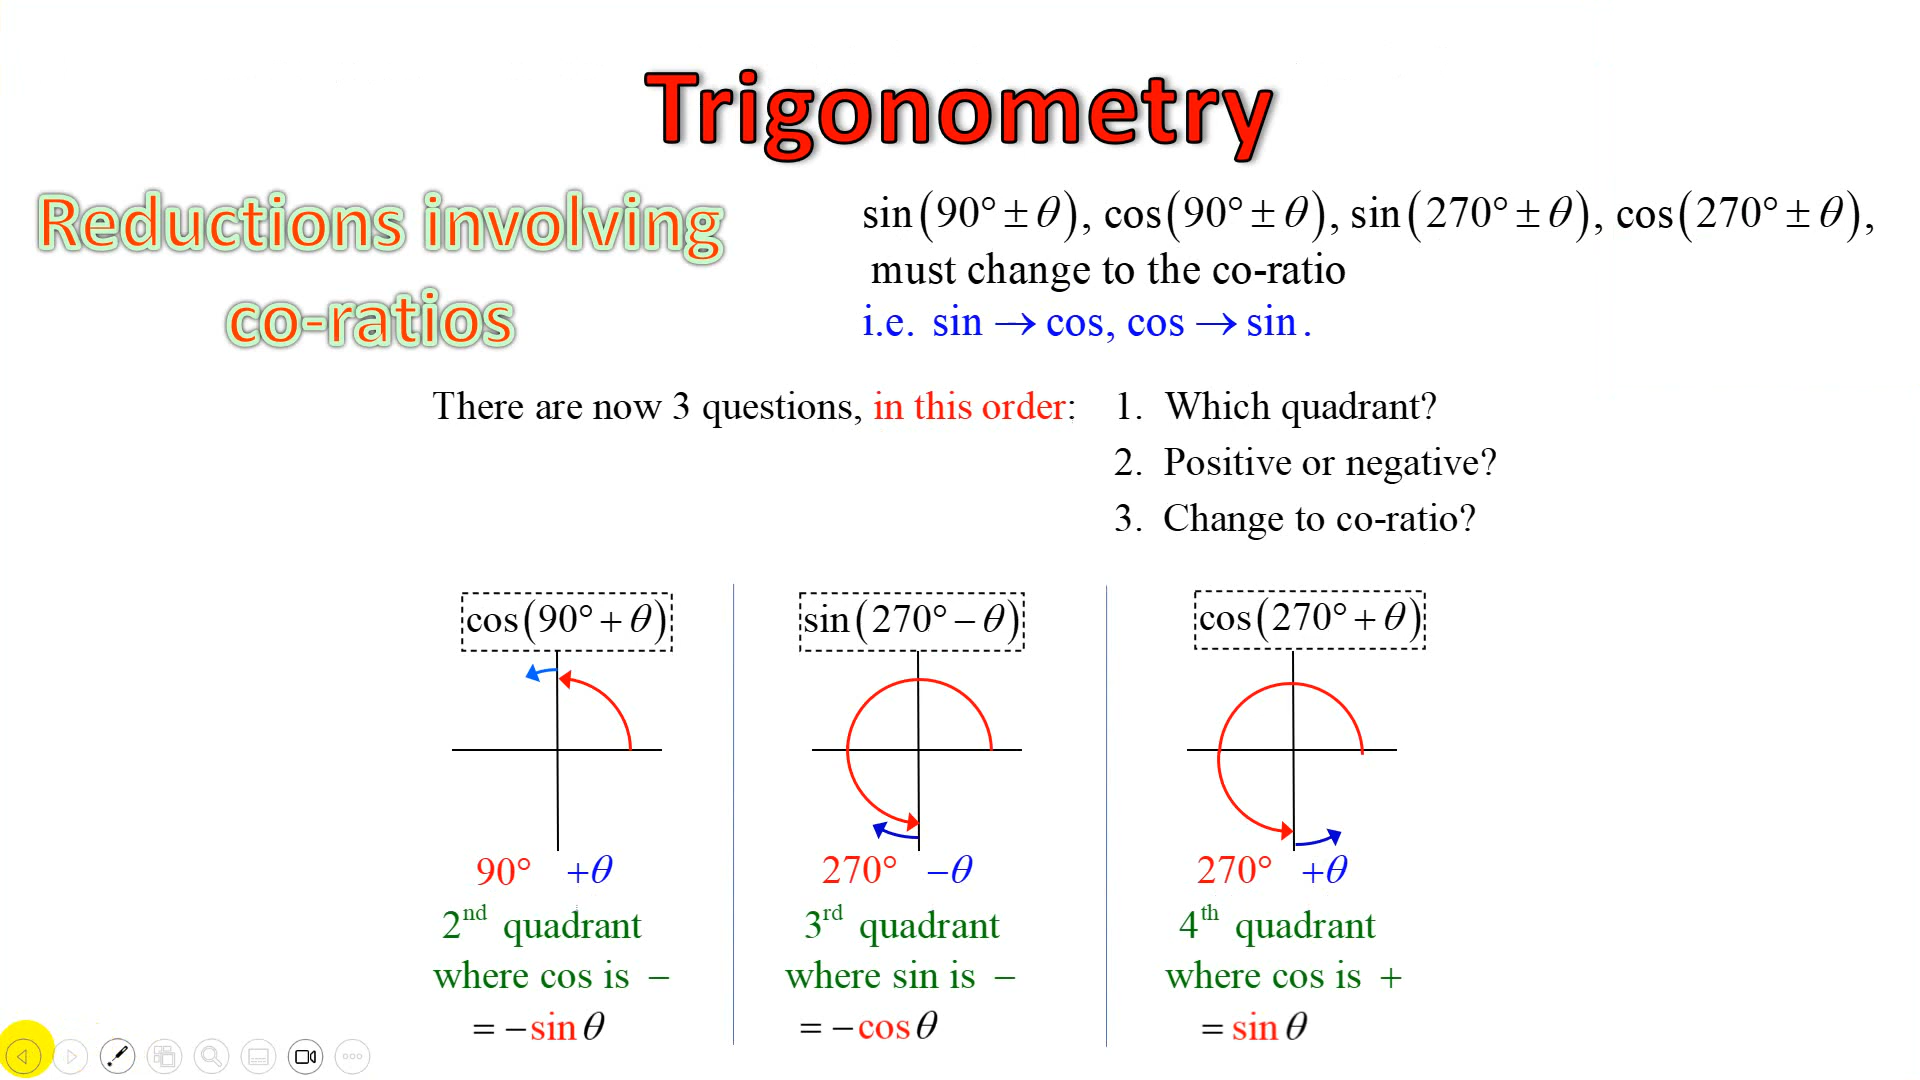 Trigonometry
Reductions involving
co-ratios
sin(90° ± θ), cos(90° ± θ), sin(270° ± θ), cos(270° ± θ),
must change to the co-ratio
i.e. sin → cos, cos → sin.
There are now 3 questions, in this order:
1. Which quadrant?
2. Positive or negative?
3. Change to co-ratio?
cos(90° + θ)
90° +θ
2nd quadrant
where cos is −
= −sin θ
sin(270° − θ)
270° −θ
3rd quadrant
where sin is −
= −cos θ
cos(270° + θ)
270° +θ
4th quadrant
where cos is +
= sin θ